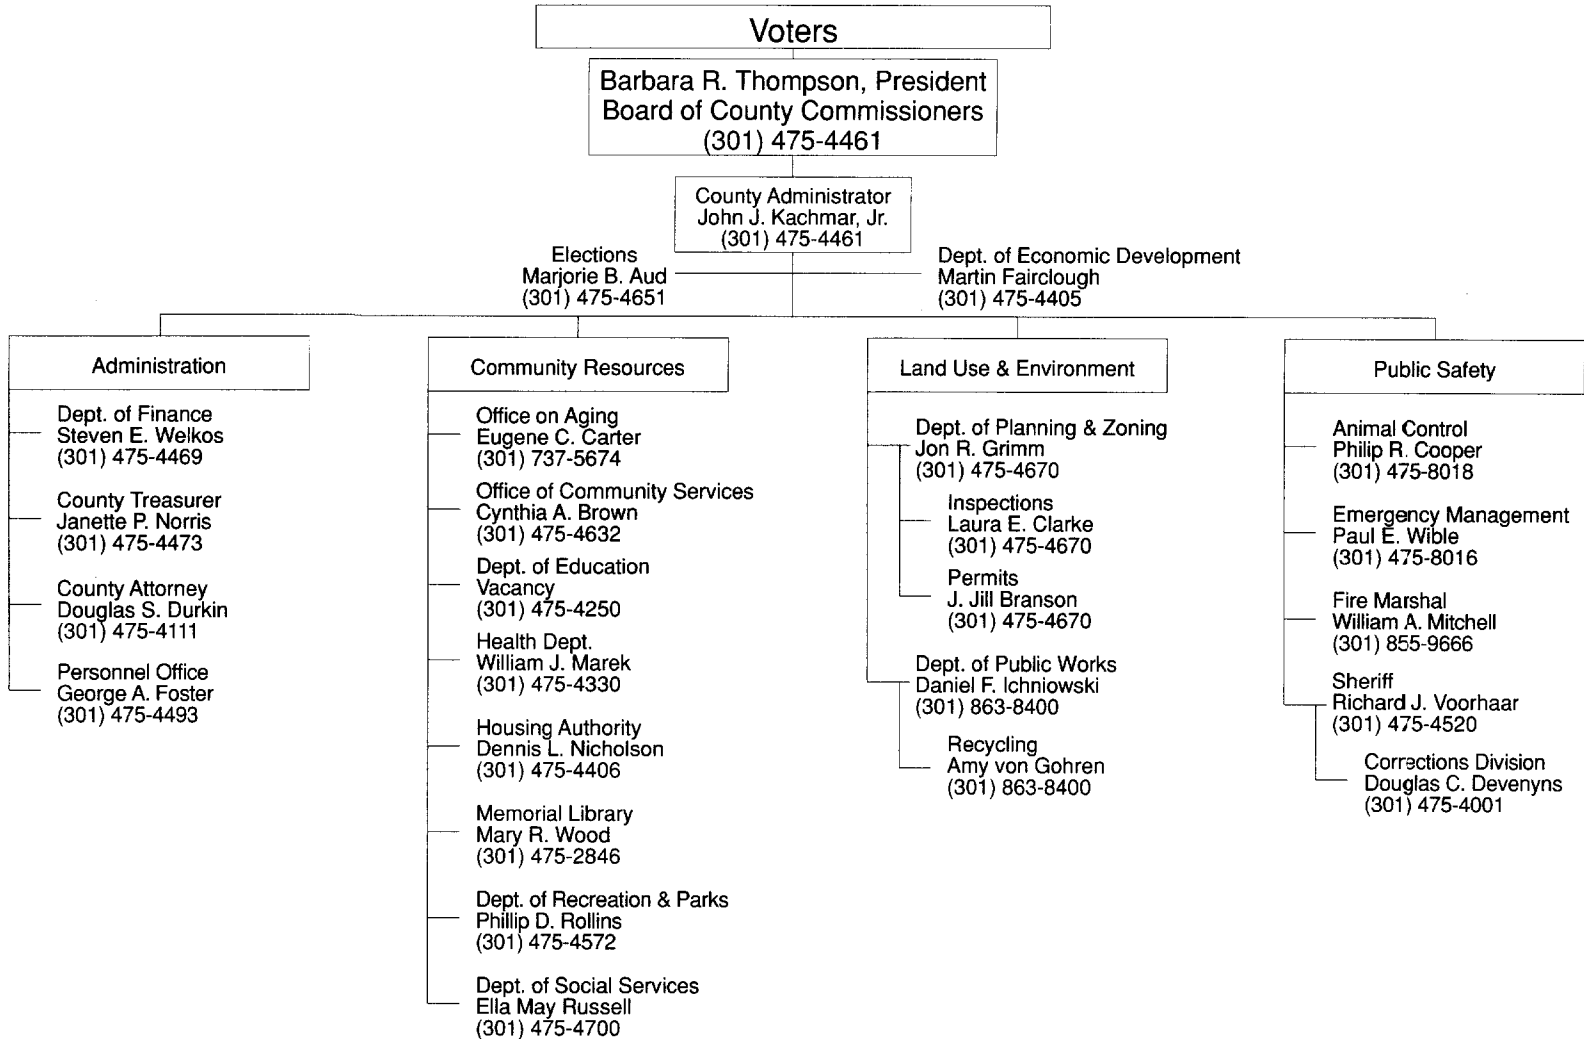 Voters
Barbara R. Thompson, President
Board of County Commissioners
(301) 475-4461
County Administrator
John J. Kachmar, Jr.
(301) 475-4461
Elections
Marjorie B. Aud
(301) 475-4651
Dept. of Economic Development
Martin Fairclough
(301) 475-4405
Administration
Dept. of Finance
Steven E. Welkos
(301) 475-4469
County Treasurer
Janette P. Norris
(301) 475-4473
County Attorney
Douglas S. Durkin
(301) 475-4111
Personnel Office
George A. Foster
(301) 475-4493
Community Resources
Office on Aging
Eugene C. Carter
(301) 737-5674
Office of Community Services
Cynthia A. Brown
(301) 475-4632
Dept. of Education
Vacancy
(301) 475-4250
Health Dept.
William J. Marek
(301) 475-4330
Housing Authority
Dennis L. Nicholson
(301) 475-4406
Memorial Library
Mary R. Wood
(301) 475-2846
Dept. of Recreation & Parks
Phillip D. Rollins
(301) 475-4572
Dept. of Social Services
Ella May Russell
(301) 475-4700
Land Use & Environment
Dept. of Planning & Zoning
Jon R. Grimm
(301) 475-4670
Inspections
Laura E. Clarke
(301) 475-4670
Permits
J. Jill Branson
(301) 475-4670
Dept. of Public Works
Daniel F. Ichniowski
(301) 863-8400
Recycling
Amy von Gohren
(301) 863-8400
Public Safety
Animal Control
Philip R. Cooper
(301) 475-8018
Emergency Management
Paul E. Wible
(301) 475-8016
Fire Marshal
William A. Mitchell
(301) 855-9666
Sheriff
Richard J. Voorhaar
(301) 475-4520
Corrections Division
Douglas C. Devenyns
(301) 475-4001